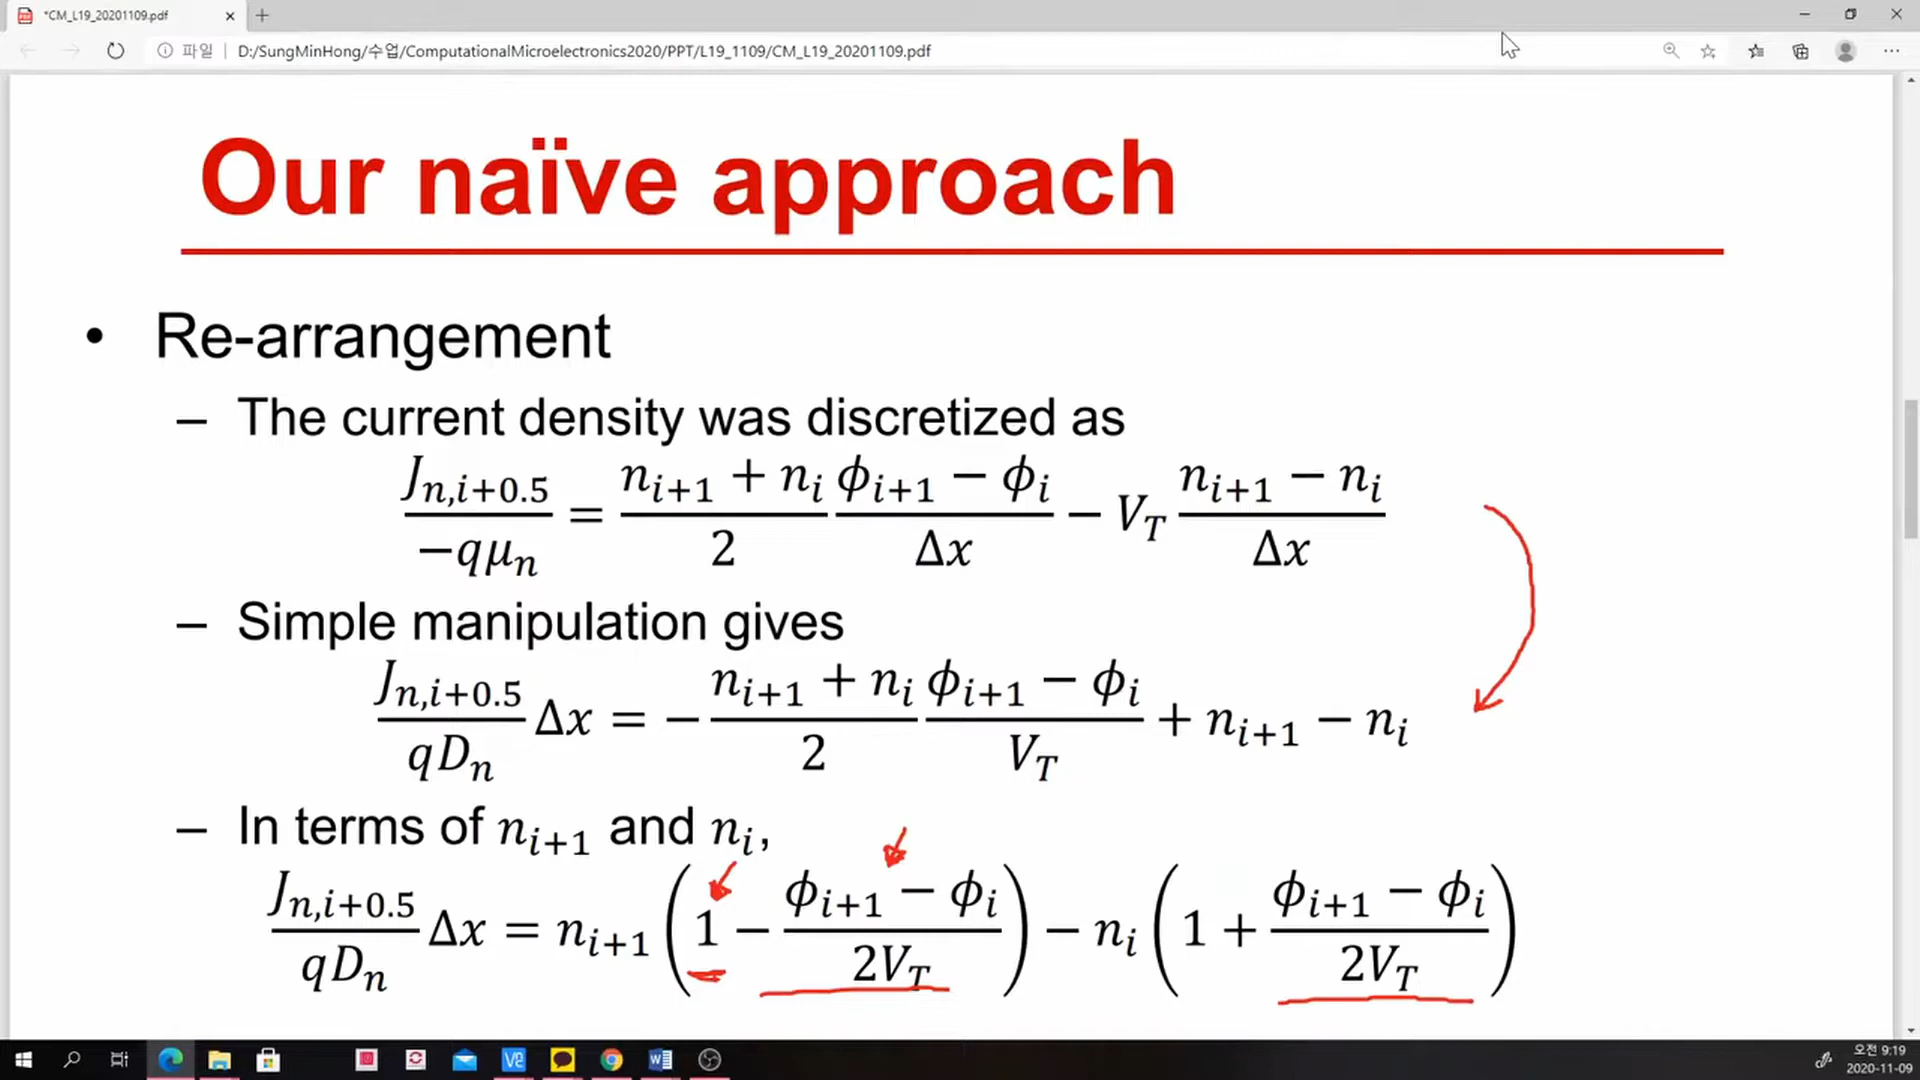 *CM_L19_20201109.pdf
파일 | D:/SungMinHong/수업/ComputationalMicroelectronics2020/PPT/L19_1109/CM_L19_20201109.pdf
Our naïve approach
• Re-arrangement
– The current density was discretized as
J_{n,i+0.5} / −qμ_n = (n_{i+1} + n_i) / 2 (ϕ_{i+1} − ϕ_i) / Δx − V_T (n_{i+1} − n_i) / Δx
– Simple manipulation gives
J_{n,i+0.5} / qD_n Δx = − (n_{i+1} + n_i) / 2 (ϕ_{i+1} − ϕ_i) / V_T + n_{i+1} − n_i
– In terms of n_{i+1} and n_i,
J_{n,i+0.5} / qD_n Δx = n_{i+1} (1 − (ϕ_{i+1} − ϕ_i) / 2V_T) − n_i (1 + (ϕ_{i+1} − ϕ_i) / 2V_T)
오전 9:19
2020-11-09